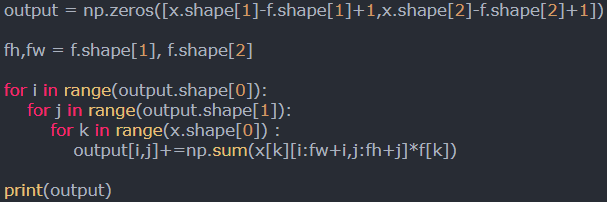 output = np.zeros([x.shape[1]-f.shape[1]+1,x.shape[2]-f.shape[2]+1])
fh,fw = f.shape[1], f.shape[2]
for i in range(output.shape[0]):
for j in range(output.shape[1]):
for k in range(x.shape[0]) :
output[i,j]+=np.sum(x[k][i:fw+i,j:fh+j]*f[k])
print(output)